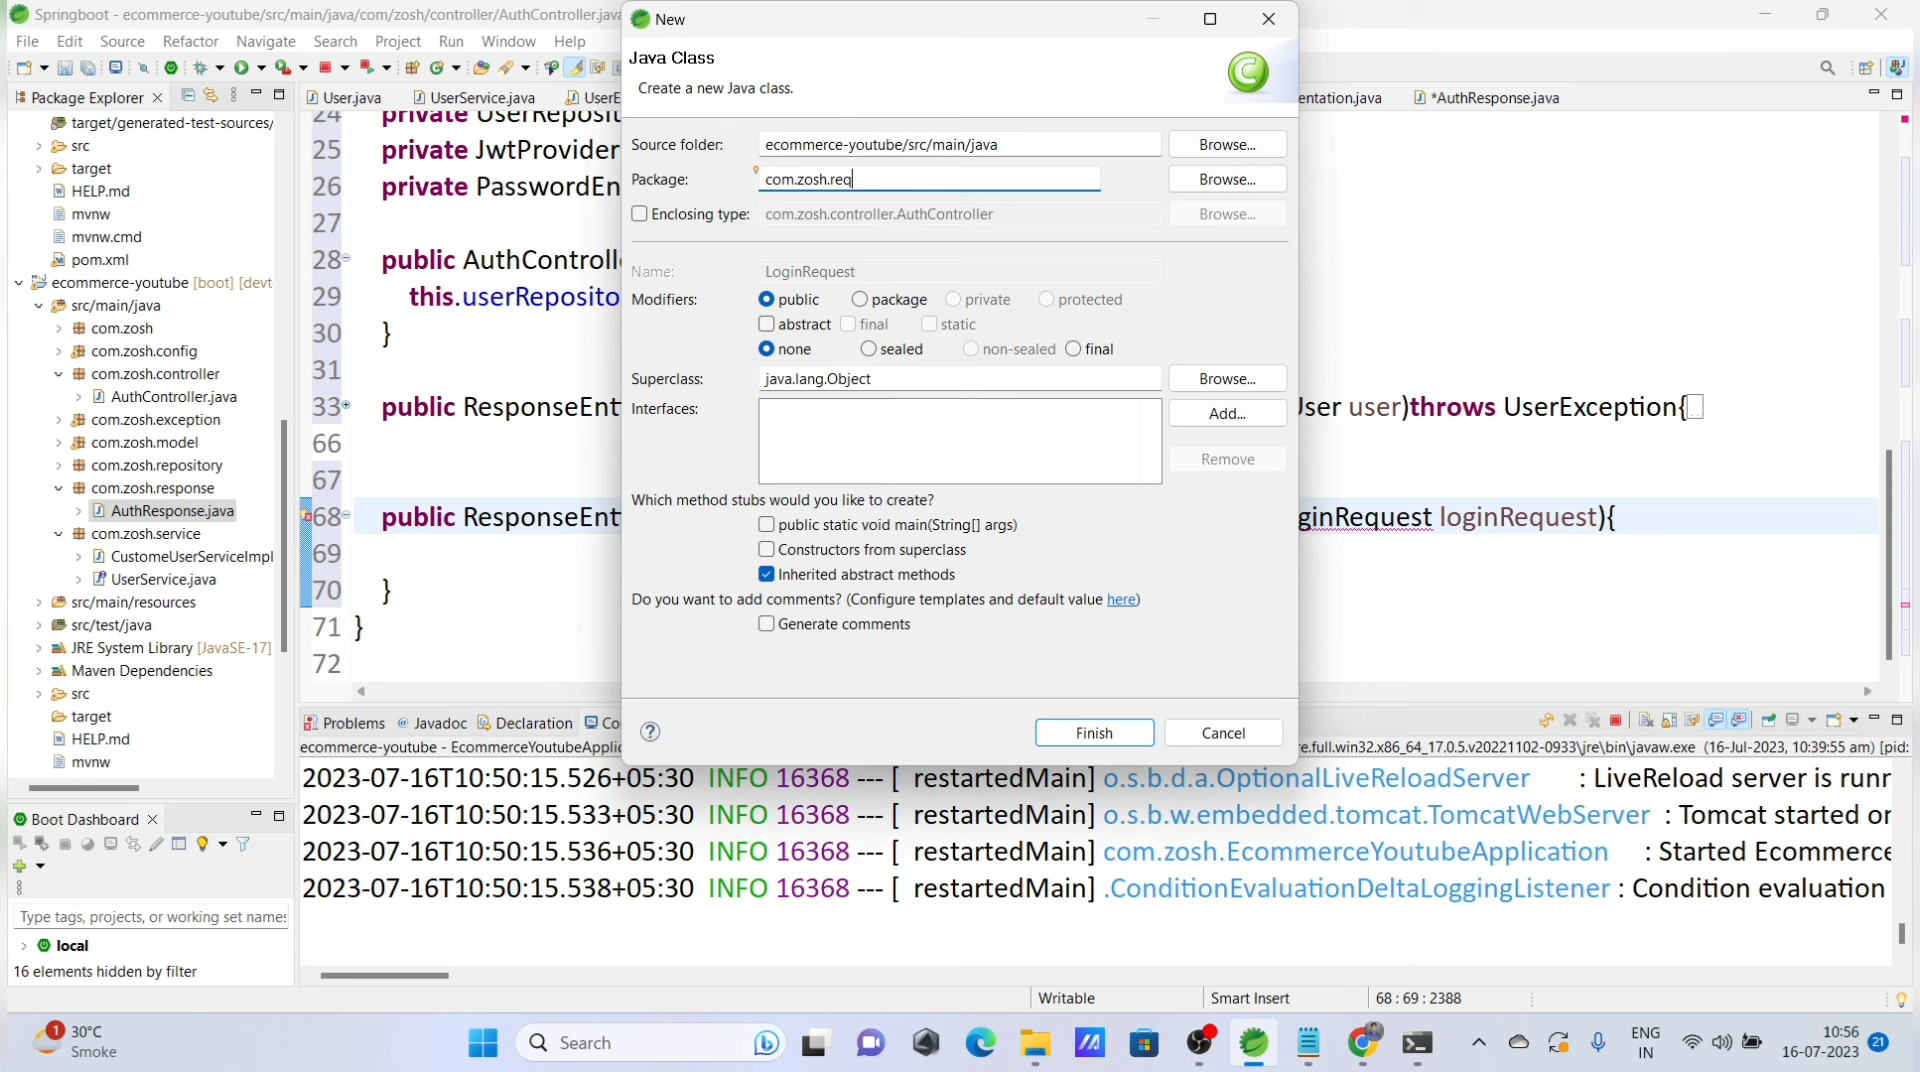 Springboot - ecommerce-youtube/src/main/java/com/zosh/controller/AuthController.java
File Edit Source Refactor Navigate Search Project Run Window Help
Package Explorer
target/generated-test-sources/
src
target
HELP.md
mvnw
mvnw.cmd
pom.xml
ecommerce-youtube [boot] [devt
src/main/java
com.zosh
com.zosh.config
com.zosh.controller
AuthController.java
com.zosh.exception
com.zosh.model
com.zosh.repository
com.zosh.response
AuthResponse.java
com.zosh.service
CustomeUserServiceImpl
UserService.java
src/main/resources
src/test/java
JRE System Library [JavaSE-17]
Maven Dependencies
src
target
HELP.md
mvnw
Boot Dashboard
Type tags, projects, or working set names
local
16 elements hidden by filter
User.java UserService.java UserE entation.java *AuthResponse.java
24 private UserReposit
25 private JwtProvider
26 private PasswordEn
27
28 public AuthControll
29 this.userReposito
30 }
31
33 public ResponseEnt User user)throws UserException{
66
67
68 public ResponseEnt ginRequest loginRequest){
69
70 }
71 }
72
New
Java Class
Create a new Java class.
Source folder: ecommerce-youtube/src/main/java Browse...
Package: com.zosh.req Browse...
Enclosing type: com.zosh.controller.AuthController Browse...
Name: LoginRequest
Modifiers: public package private protected
abstract final static
none sealed non-sealed final
Superclass: java.lang.Object Browse...
Interfaces: Add...
Remove
Which method stubs would you like to create?
public static void main(String[] args)
Constructors from superclass
Inherited abstract methods
Do you want to add comments? (Configure templates and default value here)
Generate comments
Finish Cancel
Problems Javadoc Declaration Co
ecommerce-youtube - EcommerceYoutubeApplic re.full.win32.x86_64_17.0.5.v20221102-0933\jre\bin\javaw.exe (16-Jul-2023, 10:39:55 am) [pid:
2023-07-16T10:50:15.526+05:30 INFO 16368 --- [ restartedMain] o.s.b.d.a.OptionalLiveReloadServer : LiveReload server is runn
2023-07-16T10:50:15.533+05:30 INFO 16368 --- [ restartedMain] o.s.b.w.embedded.tomcat.TomcatWebServer : Tomcat started on
2023-07-16T10:50:15.536+05:30 INFO 16368 --- [ restartedMain] com.zosh.EcommerceYoutubeApplication : Started Ecommerce
2023-07-16T10:50:15.538+05:30 INFO 16368 --- [ restartedMain] .ConditionEvaluationDeltaLoggingListener : Condition evaluation
Writable Smart Insert 68 : 69 : 2388
1 30°C
Smoke
Search
ENG
IN
10:56
16-07-2023
21